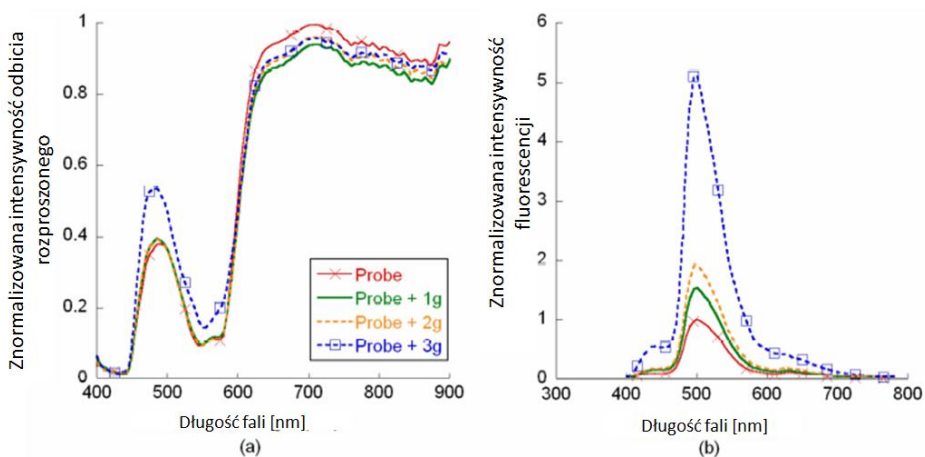 Znormalizowana intensywność odbicia
rozproszonego
1
0.8
0.6
0.4
0.2
0
400
500
600
700
800
900
Probe
Probe + 1g
Probe + 2g
Probe + 3g
Długość fali [nm]
(a)
Znormalizowana intensywność
fluorescencji
6
5
4
3
2
1
0
300
400
500
600
700
800
Długość fali [nm]
(b)